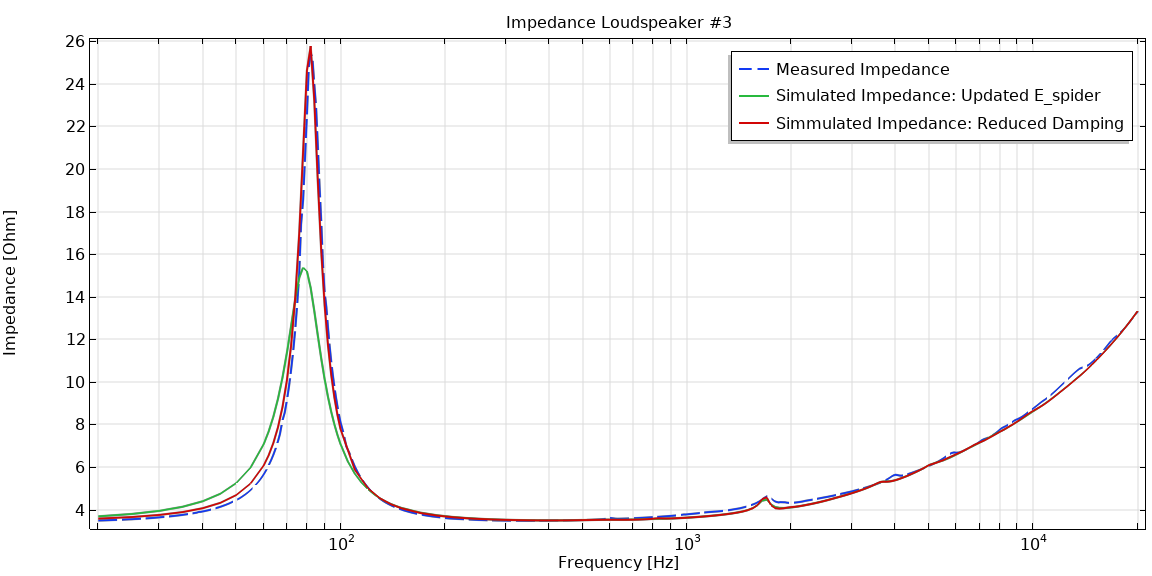 Impedance Loudspeaker #3
26
24
22
20
18
16
14
12
10
8
6
4
Impedance [Ohm]
Measured Impedance
Simulated Impedance: Updated E_spider
Simmulated Impedance: Reduced Damping
10² 10³ 10⁴
Frequency [Hz]